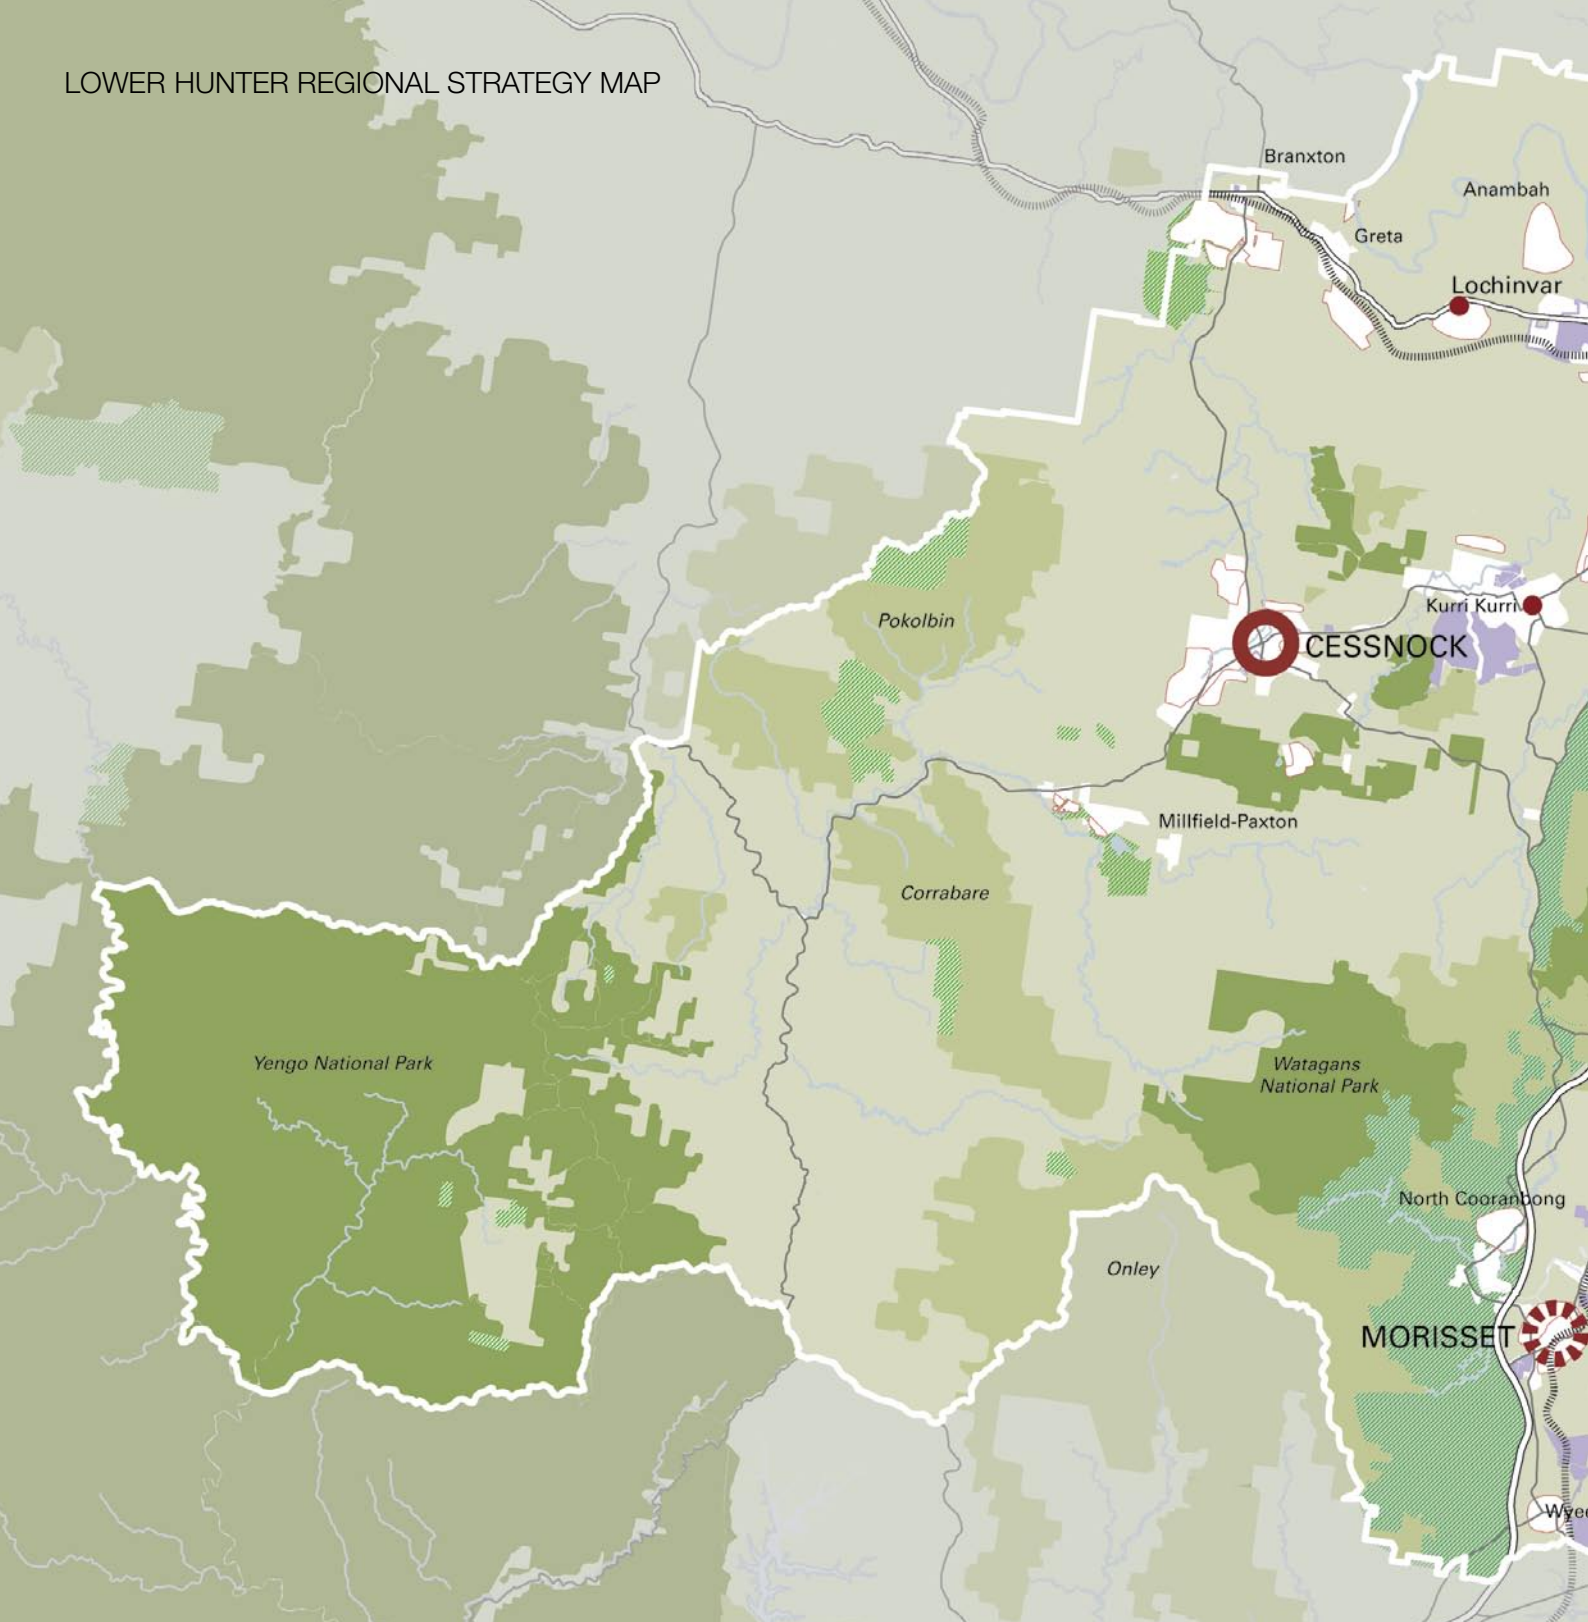 LOWER HUNTER REGIONAL STRATEGY MAP
Branxton
Anambah
Greta
Lochinvar
Kurri Kurri
Pokolbin
CESSNOCK
Millfield-Paxton
Corrabare
Yengo National Park
Watagans
National Park
North Cooranbong
Onley
MORISSET
Wyee